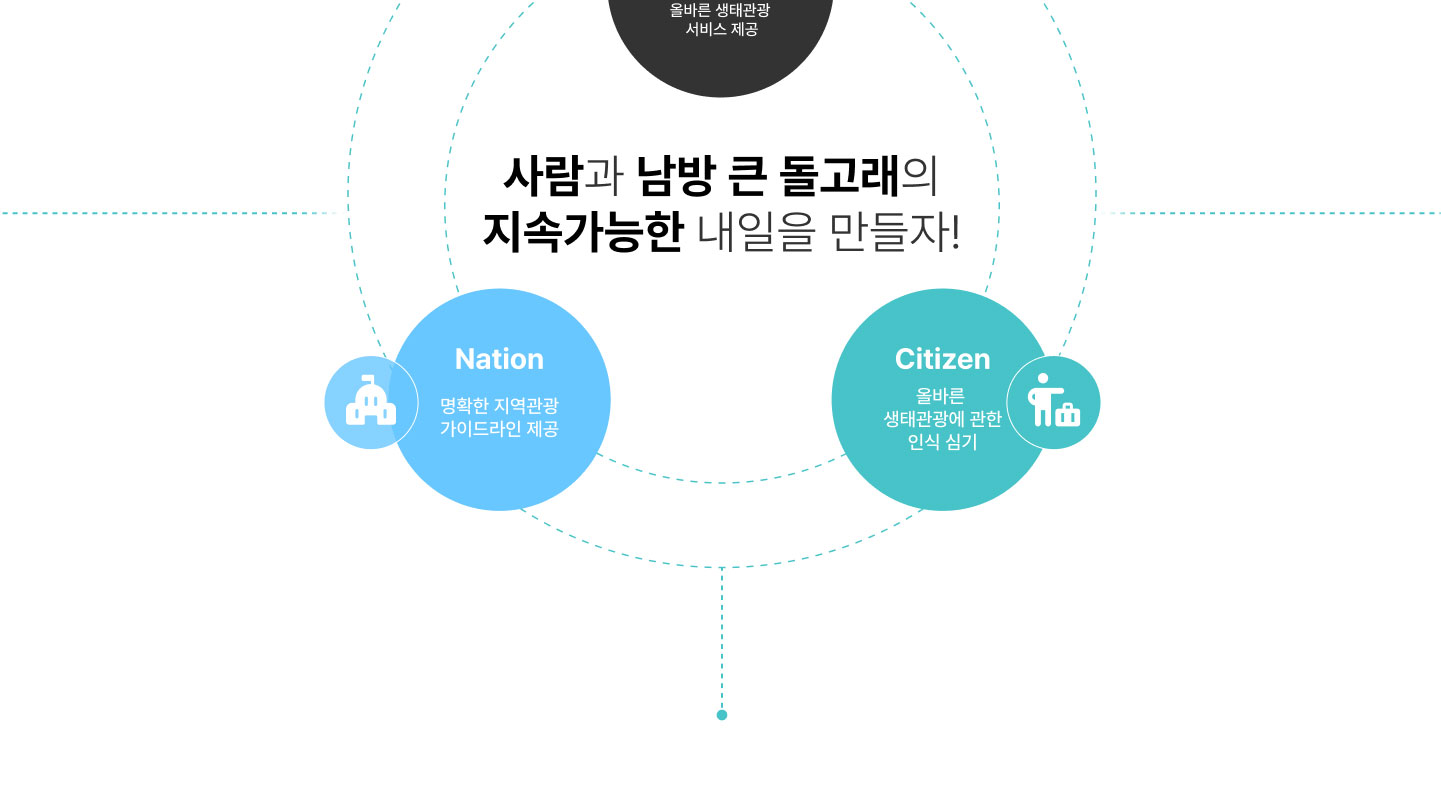 올바른 생태관광
서비스 제공
사람과 남방 큰 돌고래의
지속가능한 내일을 만들자!
Nation
명확한 지역관광
가이드라인 제공
Citizen
올바른
생태관광에 관한
인식 심기